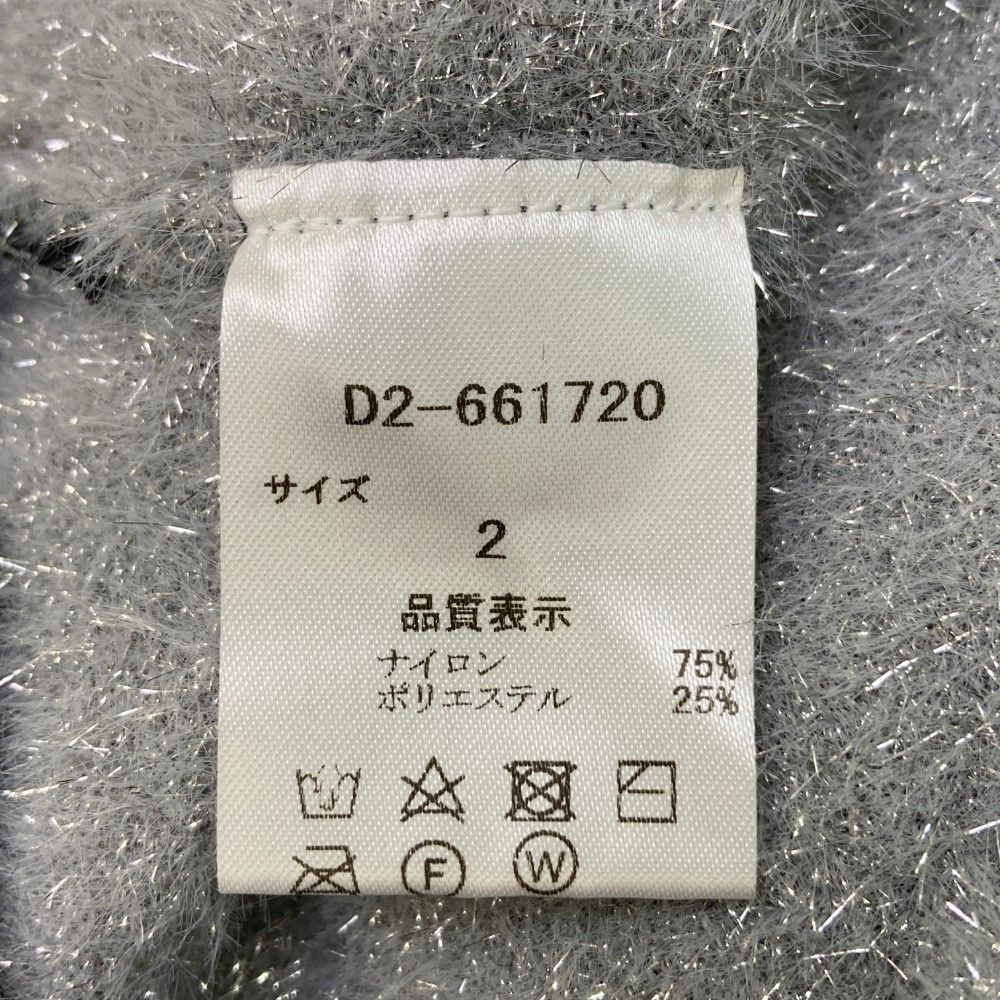 D2-661720
サイズ
2
品質表示
ナイロン 75%
ポリエステル 25%
F W